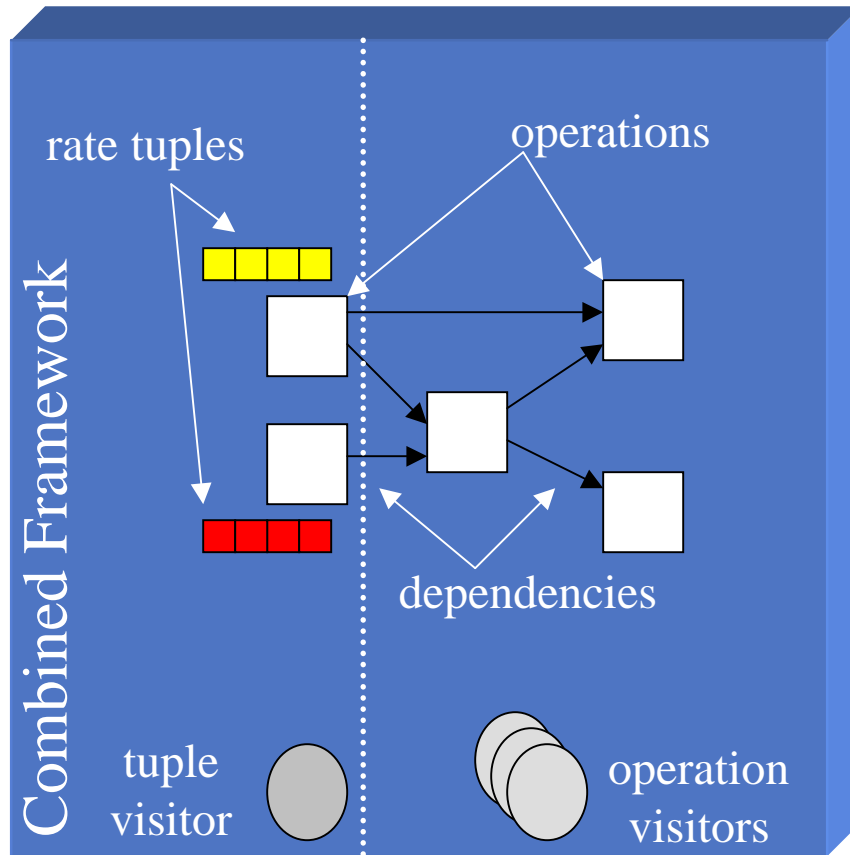 Combined Framework
rate tuples
operations
dependencies
tuple
visitor
operation
visitors